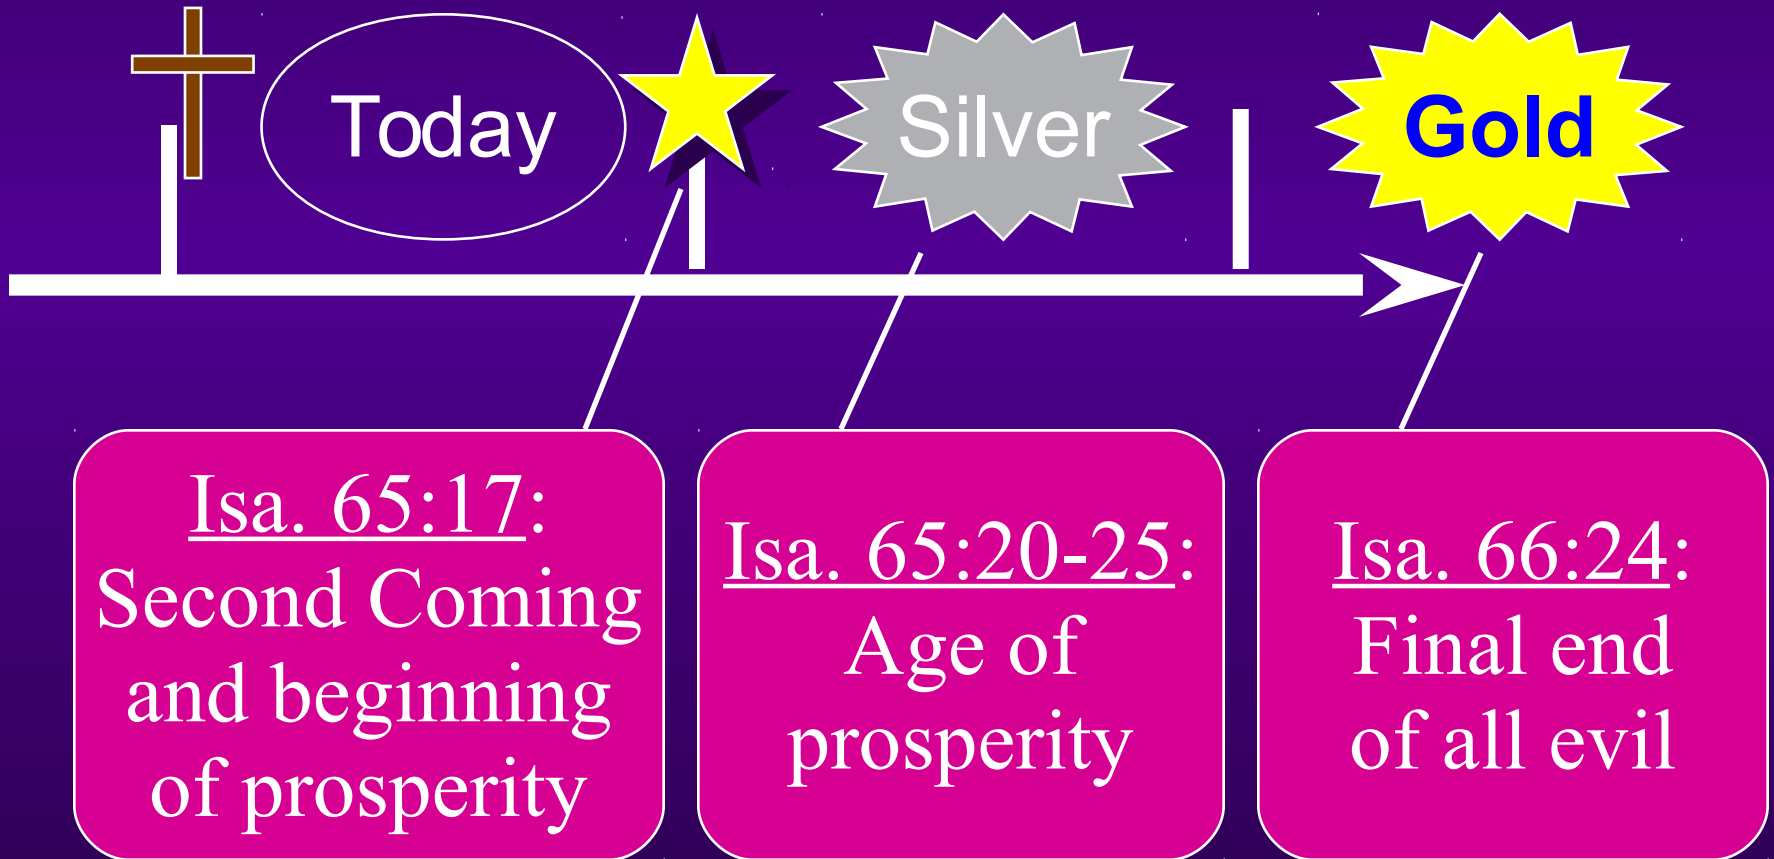 Today
Silver
Gold
Isa. 65:17:
Second Coming
and beginning
of prosperity
Isa. 65:20-25:
Age of
prosperity
Isa. 66:24:
Final end
of all evil